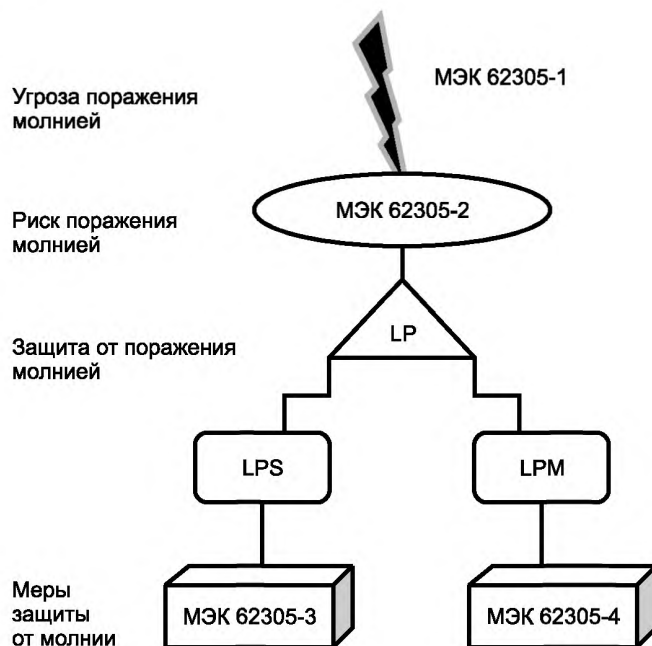 МЭК 62305-1
Угроза поражения
молнией
МЭК 62305-2
Риск поражения
молнией
LP
Защита от поражения
молнией
LPS
LPM
Меры
защиты
от молнии
МЭК 62305-3
МЭК 62305-4